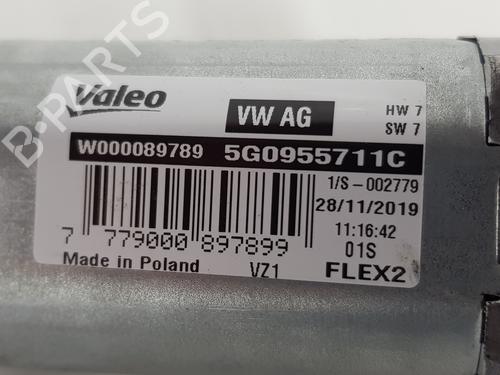 Valeo
VW AG
HW 7
SW 7
W000089789
5G0955711C
1/S-002779
28/11/2019
11:16:42
7 779000 897899
01S
Made in Poland
VZ1
FLEX2
B-PARTS